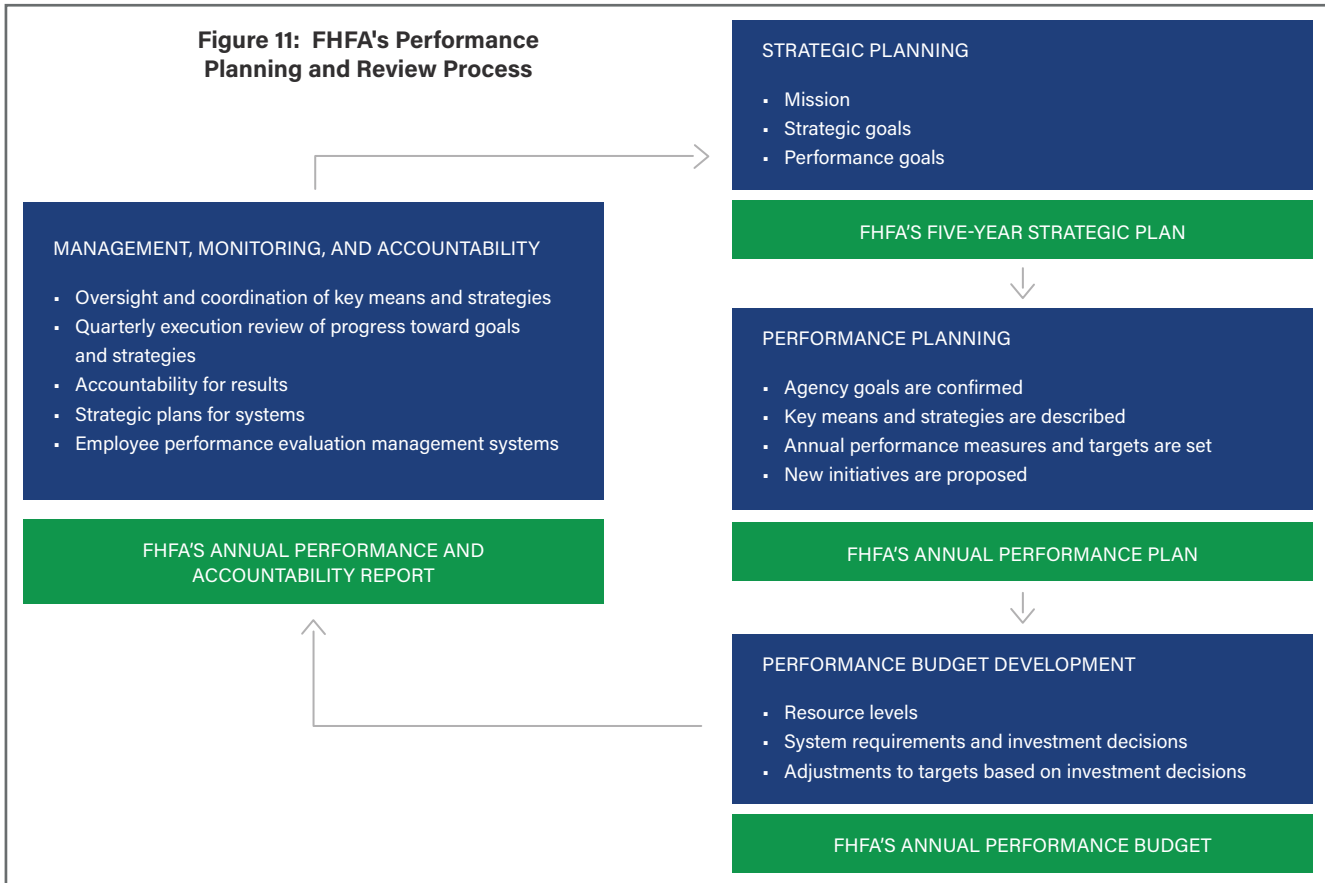 Figure 11:  FHFA's Performance
Planning and Review Process
STRATEGIC PLANNING
▪ Mission
▪ Strategic goals
▪ Performance goals
FHFA'S FIVE-YEAR STRATEGIC PLAN
PERFORMANCE PLANNING
▪ Agency goals are confirmed
▪ Key means and strategies are described
▪ Annual performance measures and targets are set
▪ New initiatives are proposed
FHFA'S ANNUAL PERFORMANCE PLAN
PERFORMANCE BUDGET DEVELOPMENT
▪ Resource levels
▪ System requirements and investment decisions
▪ Adjustments to targets based on investment decisions
FHFA'S ANNUAL PERFORMANCE BUDGET
MANAGEMENT, MONITORING, AND ACCOUNTABILITY
▪ Oversight and coordination of key means and strategies
▪ Quarterly execution review of progress toward goals
and strategies
▪ Accountability for results
▪ Strategic plans for systems
▪ Employee performance evaluation management systems
FHFA'S ANNUAL PERFORMANCE AND
ACCOUNTABILITY REPORT